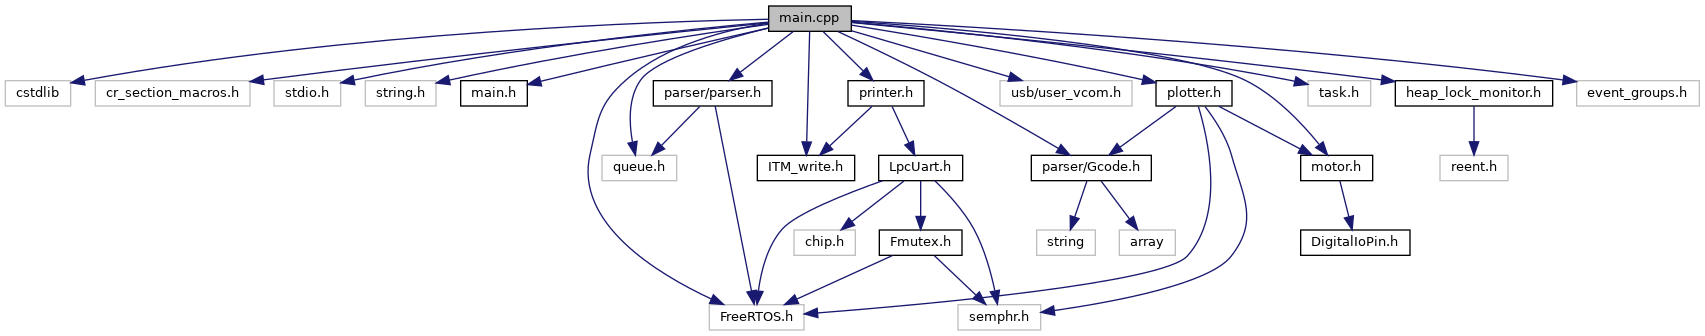 main.cpp
cstdlib
cr_section_macros.h
stdio.h
string.h
main.h
parser/parser.h
printer.h
usb/user_vcom.h
plotter.h
task.h
heap_lock_monitor.h
event_groups.h
queue.h
ITM_write.h
LpcUart.h
parser/Gcode.h
motor.h
reent.h
chip.h
Fmutex.h
string
array
DigitalIoPin.h
FreeRTOS.h
semphr.h